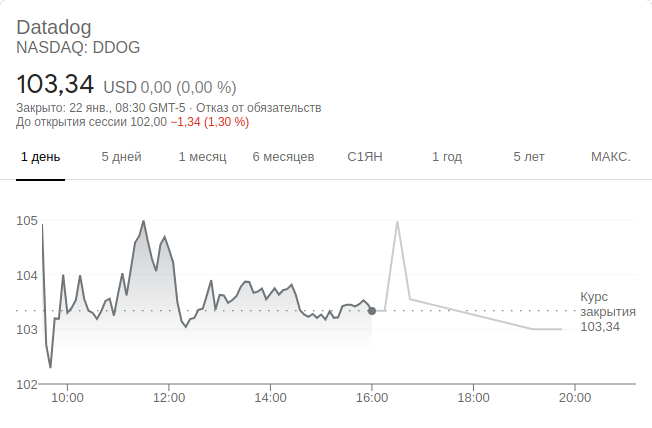 Datadog
NASDAQ: DDOG
103,34 USD 0,00 (0,00 %)
Закрыто: 22 янв., 08:30 GMT-5 · Отказ от обязательств
До открытия сессии 102,00 −1,34 (1,30 %)
1 день 5 дней 1 месяц 6 месяцев С1ЯН 1 год 5 лет МАКС.
105
104
Курс
закрытия
103
103,34
102
10:00 12:00 14:00 16:00 18:00 20:00